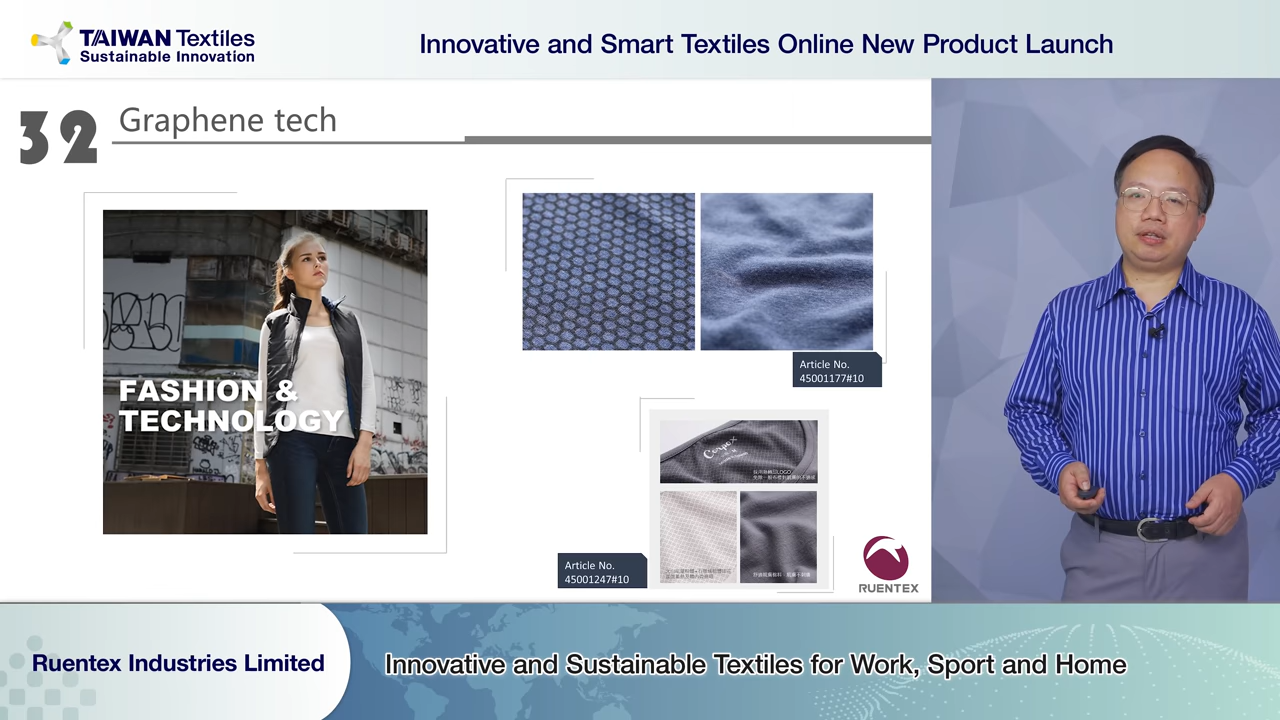 TAIWAN Textiles
Sustainable Innovation
Innovative and Smart Textiles Online New Product Launch
32
Graphene tech
FASHION &
TECHNOLOGY
Article No.
45001177#10
Article No.
45001247#10
RUENTEX
Ruentex Industries Limited
Innovative and Sustainable Textiles for Work, Sport and Home